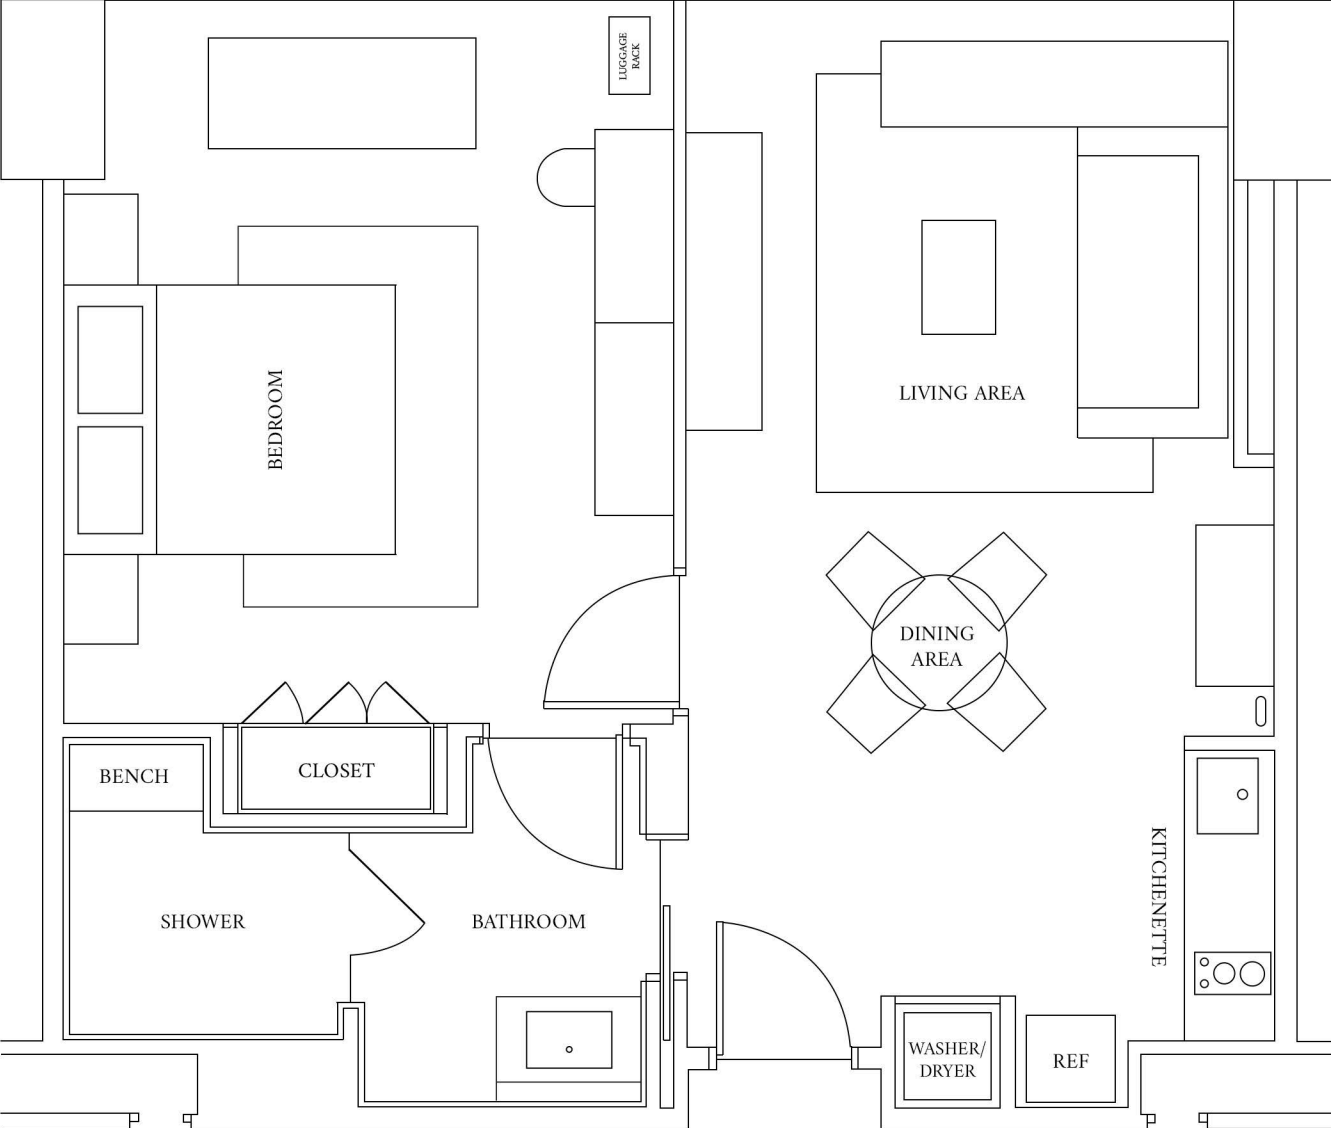 LUGGAGE
RACK
BEDROOM
LIVING AREA
DINING
AREA
BENCH
CLOSET
KITCHENETTE
SHOWER
BATHROOM
WASHER/
DRYER
REF